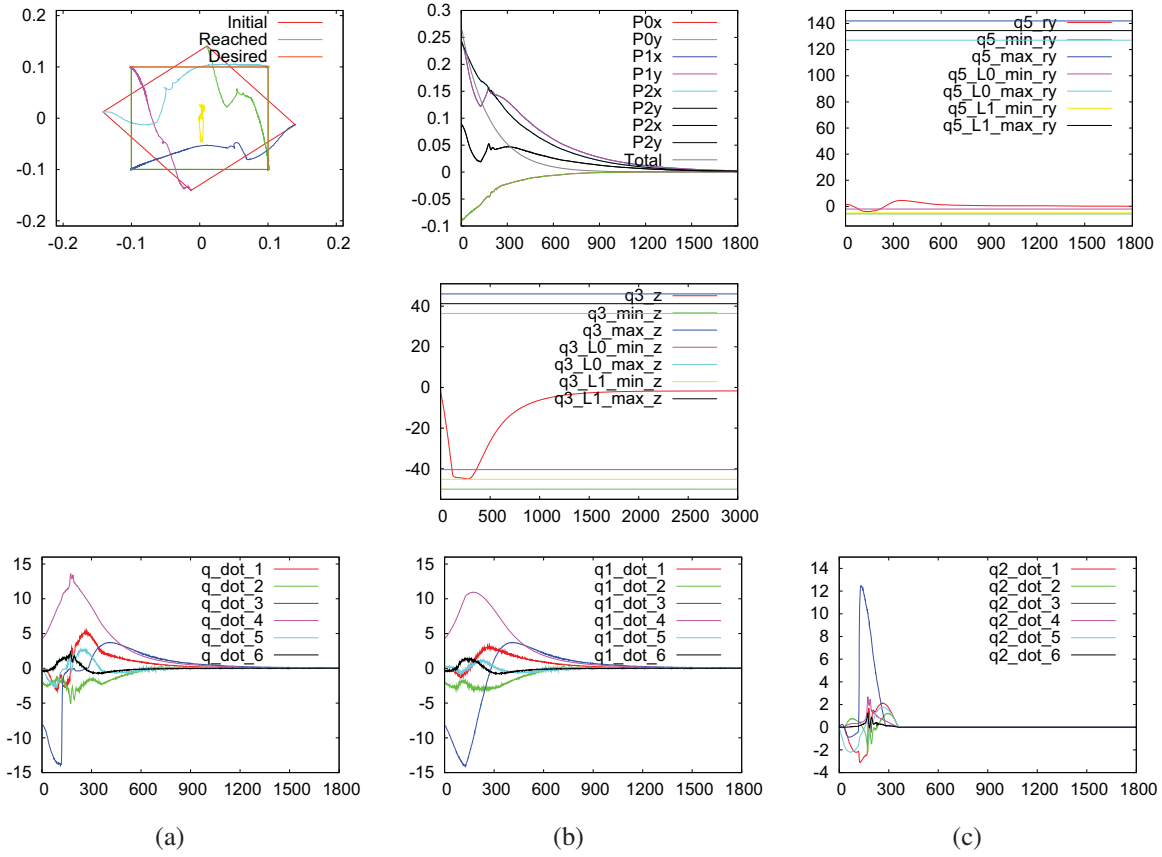 Initial
Reached
Desired
0.2
0.1
0
-0.1
-0.2
-0.2 -0.1 0 0.1 0.2
P0x
P0y
P1x
P1y
P2x
P2y
P2x
P2y
Total
0.3
0.25
0.2
0.15
0.1
0.05
0
-0.05
0.1
0 300 600 900 1200 1500 1800
q5_ry
q5_min_ry
q5_max_ry
q5_L0_min_ry
q5_L0_max_ry
q5_L1_min_ry
q5_L1_max_ry
140
120
100
80
60
40
20
0
0 300 600 900 1200 1500 1800
q3_z
q3_min_z
q3_max_z
q3_L0_min_z
q3_L0_max_z
q3_L1_min_z
q3_L1_max_z
40
20
0
-20
-40
0 500 1000 1500 2000 2500 3000
q_dot_1
q_dot_2
q_dot_3
q_dot_4
q_dot_5
q_dot_6
15
10
5
0
-5
-10
-15
0 300 600 900 1200 1500 1800
q1_dot_1
q1_dot_2
q1_dot_3
q1_dot_4
q1_dot_5
q1_dot_6
15
10
5
0
-5
-10
-15
0 300 600 900 1200 1500 1800
q2_dot_1
q2_dot_2
q2_dot_3
q2_dot_4
q2_dot_5
q2_dot_6
14
12
10
8
6
4
2
0
-2
-4
0 300 600 900 1200 1500 1800
(a) (b) (c)